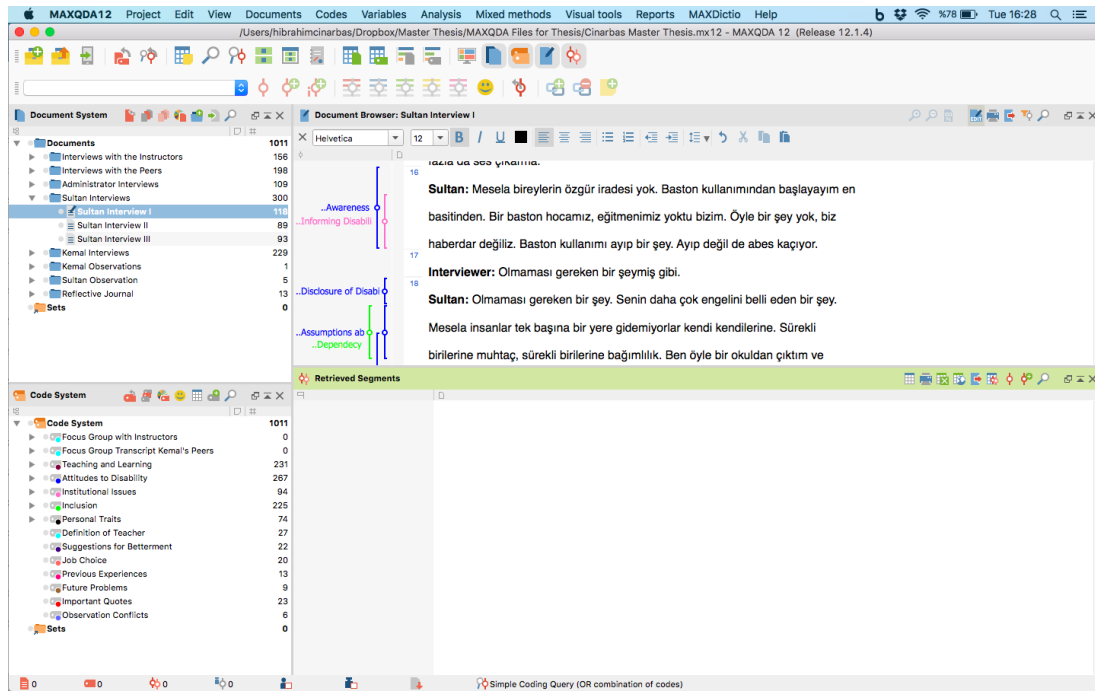 MAXQDA12 Project Edit View Documents Codes Variables Analysis Mixed methods Visual tools Reports MAXDictio Help %78 Tue 16:28
/Users/hibrahimcinarbas/Dropbox/Master Thesis/MAXQDA Files for Thesis/Cinarbas Master Thesis.mx12 - MAXQDA 12 (Release 12.1.4)
Document System
Documents 1011
Interviews with the Instructors 156
Interviews with the Peers 198
Administrator Interviews 109
Sultan Interviews 300
Sultan Interview I 118
Sultan Interview II 89
Sultan Interview III 93
Kemal Interviews 229
Kemal Observations 1
Sultan Observation 5
Reflective Journal 13
Sets 0
Code System
Code System 1011
Focus Group with Instructors 0
Focus Group Transcript Kemal's Peers 0
Teaching and Learning 231
Attitudes to Disability 267
Institutional Issues 94
Inclusion 225
Personal Traits 74
Definition of Teacher 27
Suggestions for Betterment 22
Job Choice 20
Previous Experiences 13
Future Problems 9
Important Quotes 23
Observation Conflicts 6
Sets 0
Document Browser: Sultan Interview I
Helvetica 12 B I U
fazla da ses çıkarma.
16
Sultan: Mesela bireylerin özgür iradesi yok. Baston kullanımından başlayayım en
..Awareness
basitinden. Bir baston hocamız, eğitmenimiz yoktu bizim. Öyle bir şey yok, biz
..Informing Disabili
haberdar değiliz. Baston kullanımı ayıp bir şey. Ayıp değil de abes kaçıyor.
17
Interviewer: Olmaması gereken bir şeymiş gibi.
18
..Disclosure of Disabi
Sultan: Olmaması gereken bir şey. Senin daha çok engelini belli eden bir şey.
..Assumptions ab
Mesela insanlar tek başına bir yere gidemiyorlar kendi kendilerine. Sürekli
..Dependecy
birilerine muhtaç, sürekli birilerine bağımlılık. Ben öyle bir okuldan çıktım ve
Retrieved Segments
0 0 0 0
Simple Coding Query (OR combination of codes)